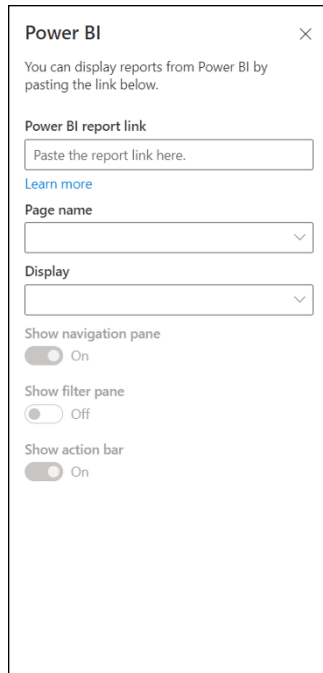 Power BI
You can display reports from Power BI by
pasting the link below.
Power BI report link
Paste the report link here.
Learn more
Page name
Display
Show navigation pane
On
Show filter pane
Off
Show action bar
On